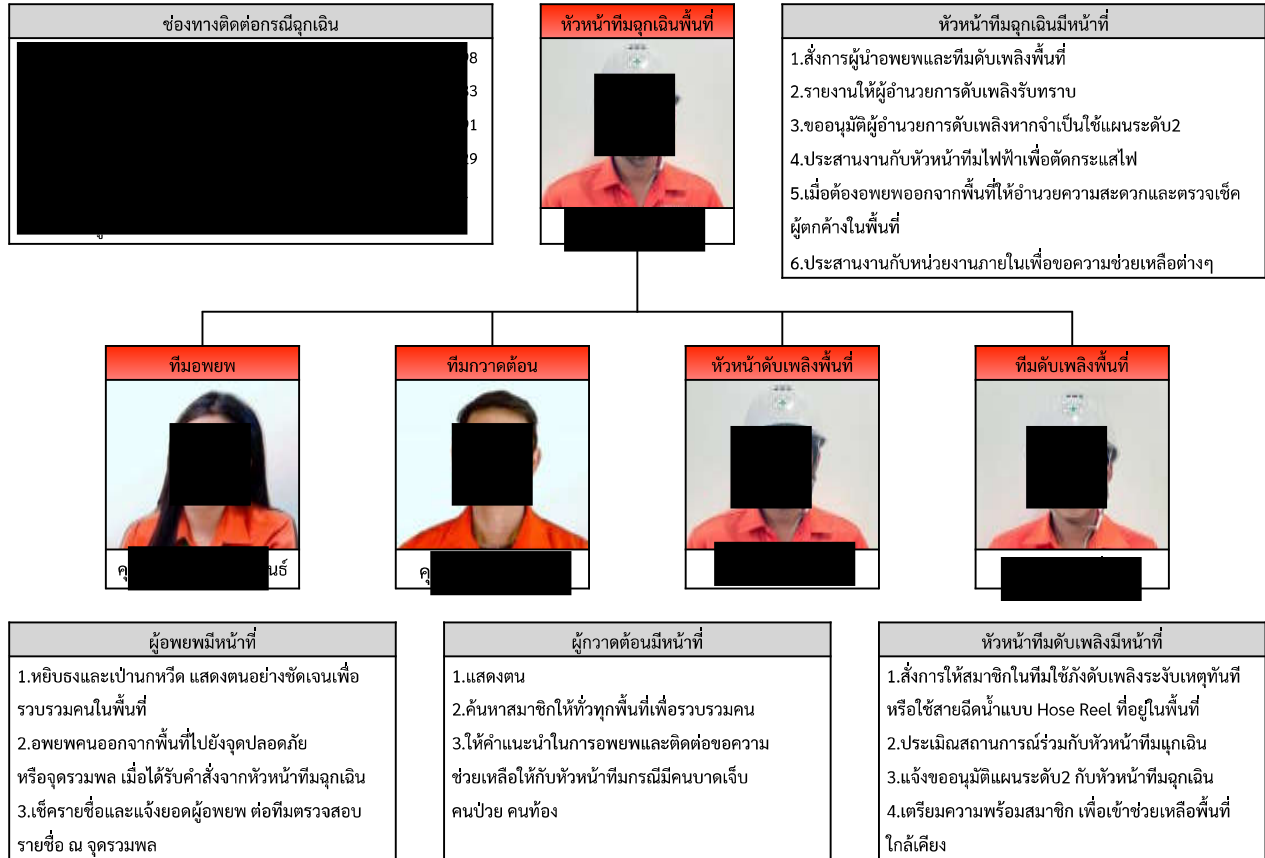 ช่องทางติดต่อกรณีฉุกเฉิน
98
33
91
29
หัวหน้าทีมฉุกเฉินพื้นที่
หัวหน้าทีมฉุกเฉินมีหน้าที่
1.สั่งการผู้นำอพยพและทีมดับเพลิงพื้นที่
2.รายงานให้ผู้อำนวยการดับเพลิงรับทราบ
3.ขออนุมัติผู้อำนวยการดับเพลิงหากจำเป็นใช้แผนระดับ2
4.ประสานงานกับหัวหน้าทีมไฟฟ้าเพื่อตัดกระแสไฟ
5.เมื่อต้องอพยพออกจากพื้นที่ให้อำนวยความสะดวกและตรวจเช็ค
ผู้ตกค้างในพื้นที่
6.ประสานงานกับหน่วยงานภายในเพื่อขอความช่วยเหลือต่างๆ
ทีมอพยพ
ทีมกวาดต้อน
หัวหน้าดับเพลิงพื้นที่
ทีมดับเพลิงพื้นที่
ผู้อพยพมีหน้าที่
1.หยิบธงและเป่านกหวีด แสดงตนอย่างชัดเจนเพื่อ
รวบรวมคนในพื้นที่
2.อพยพคนออกจากพื้นที่ไปยังจุดปลอดภัย
หรือจุดรวมพล เมื่อได้รับคำสั่งจากหัวหน้าทีมฉุกเฉิน
3.เช็ครายชื่อและแจ้งยอดผู้อพยพ ต่อทีมตรวจสอบ
รายชื่อ ณ จุดรวมพล
ผู้กวาดต้อนมีหน้าที่
1.แสดงตน
2.ค้นหาสมาชิกให้ทั่วทุกพื้นที่เพื่อรวบรวมคน
3.ให้คำแนะนำในการอพยพและติดต่อขอความ
ช่วยเหลือให้กับหัวหน้าทีมกรณีมีคนบาดเจ็บ
คนป่วย คนท้อง
หัวหน้าทีมดับเพลิงมีหน้าที่
1.สั่งการให้สมาชิกในทีมใช้ภังดับเพลิงระงับเหตุทันที
หรือใช้สายฉีดน้ำแบบ Hose Reel ที่อยู่ในพื้นที่
2.ประเมิณสถานการณ์ร่วมกับหัวหน้าทีมแุกเฉิน
3.แจ้งขออนุมัติแผนระดับ2 กับหัวหน้าทีมฉุกเฉิน
4.เตรียมความพร้อมสมาชิก เพื่อเข้าช่วยเหลือพื้นที่
ใกล้เคียง